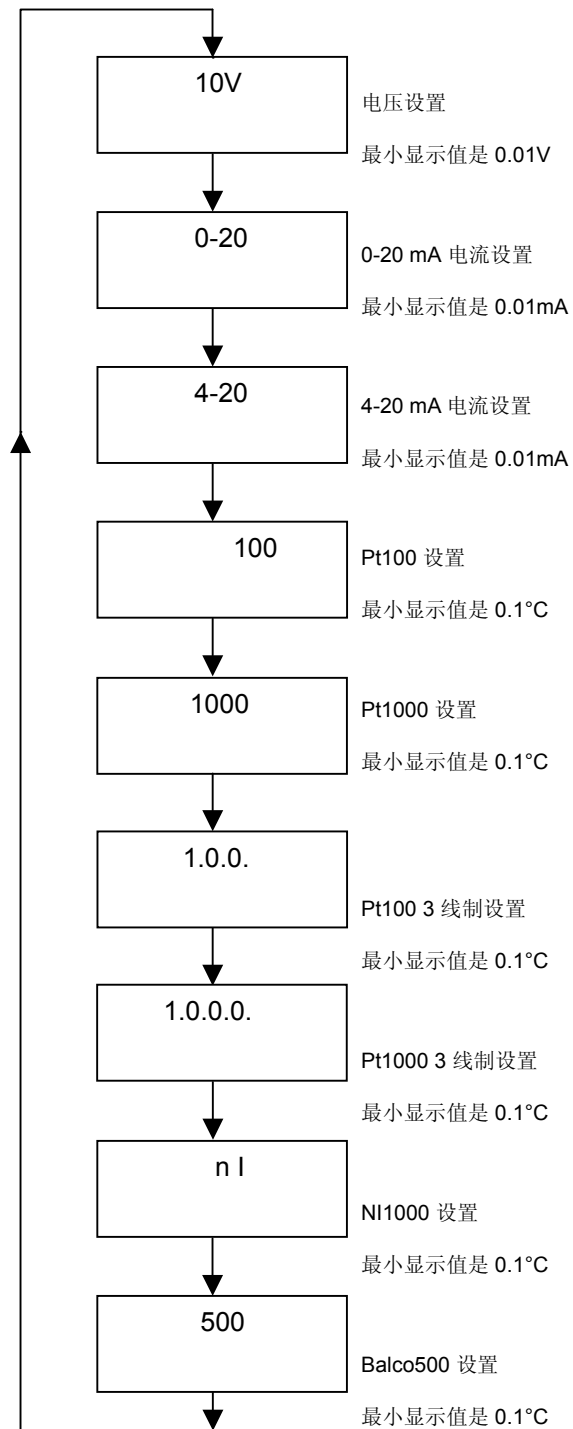 10V
电压设置
最小显示值是 0.01V
0-20
0-20 mA 电流设置
最小显示值是 0.01mA
4-20
4-20 mA 电流设置
最小显示值是 0.01mA
100
Pt100 设置
最小显示值是 0.1°C
1000
Pt1000 设置
最小显示值是 0.1°C
1.0.0.
Pt100 3 线制设置
最小显示值是 0.1°C
1.0.0.0.
Pt1000 3 线制设置
最小显示值是 0.1°C
n I
NI1000 设置
最小显示值是 0.1°C
500
Balco500 设置
最小显示值是 0.1°C